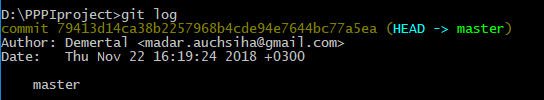 D:\PPPIproject>git log
commit 79413d14ca38b2257968b4cde94e7644bc77a5ea (HEAD -> master)
Author: Demertal <madar.auchsiha@gmail.com>
Date:   Thu Nov 22 16:19:24 2018 +0300
    master